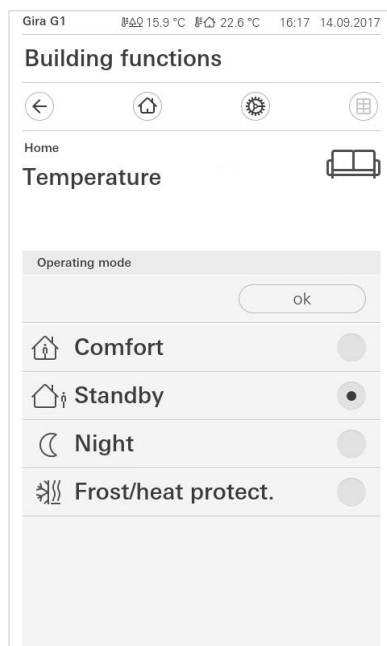 Gira G1 15.9 °C 22.6 °C 16:17 14.09.2017
Building functions
Home
Temperature
Operating mode
ok
Comfort
Standby
Night
Frost/heat protect.